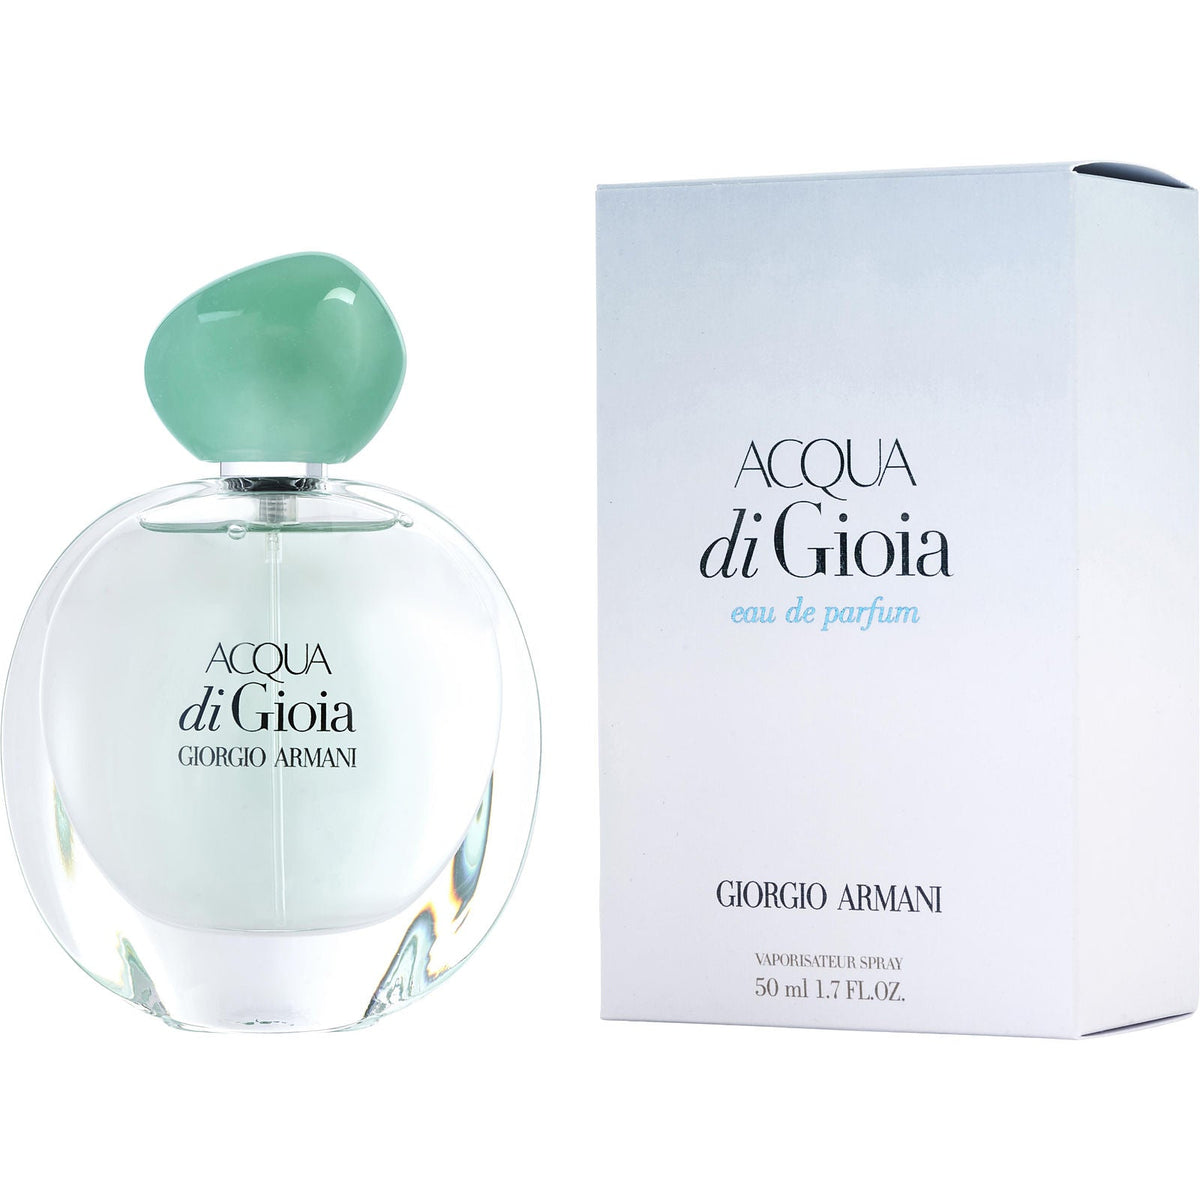 ACQUA
di Gioia
GIORGIO ARMANI
ACQUA
di Gioia
eau de parfum
GIORGIO ARMANI
VAPORISATEUR SPRAY
50 ml 1.7 FL.OZ.